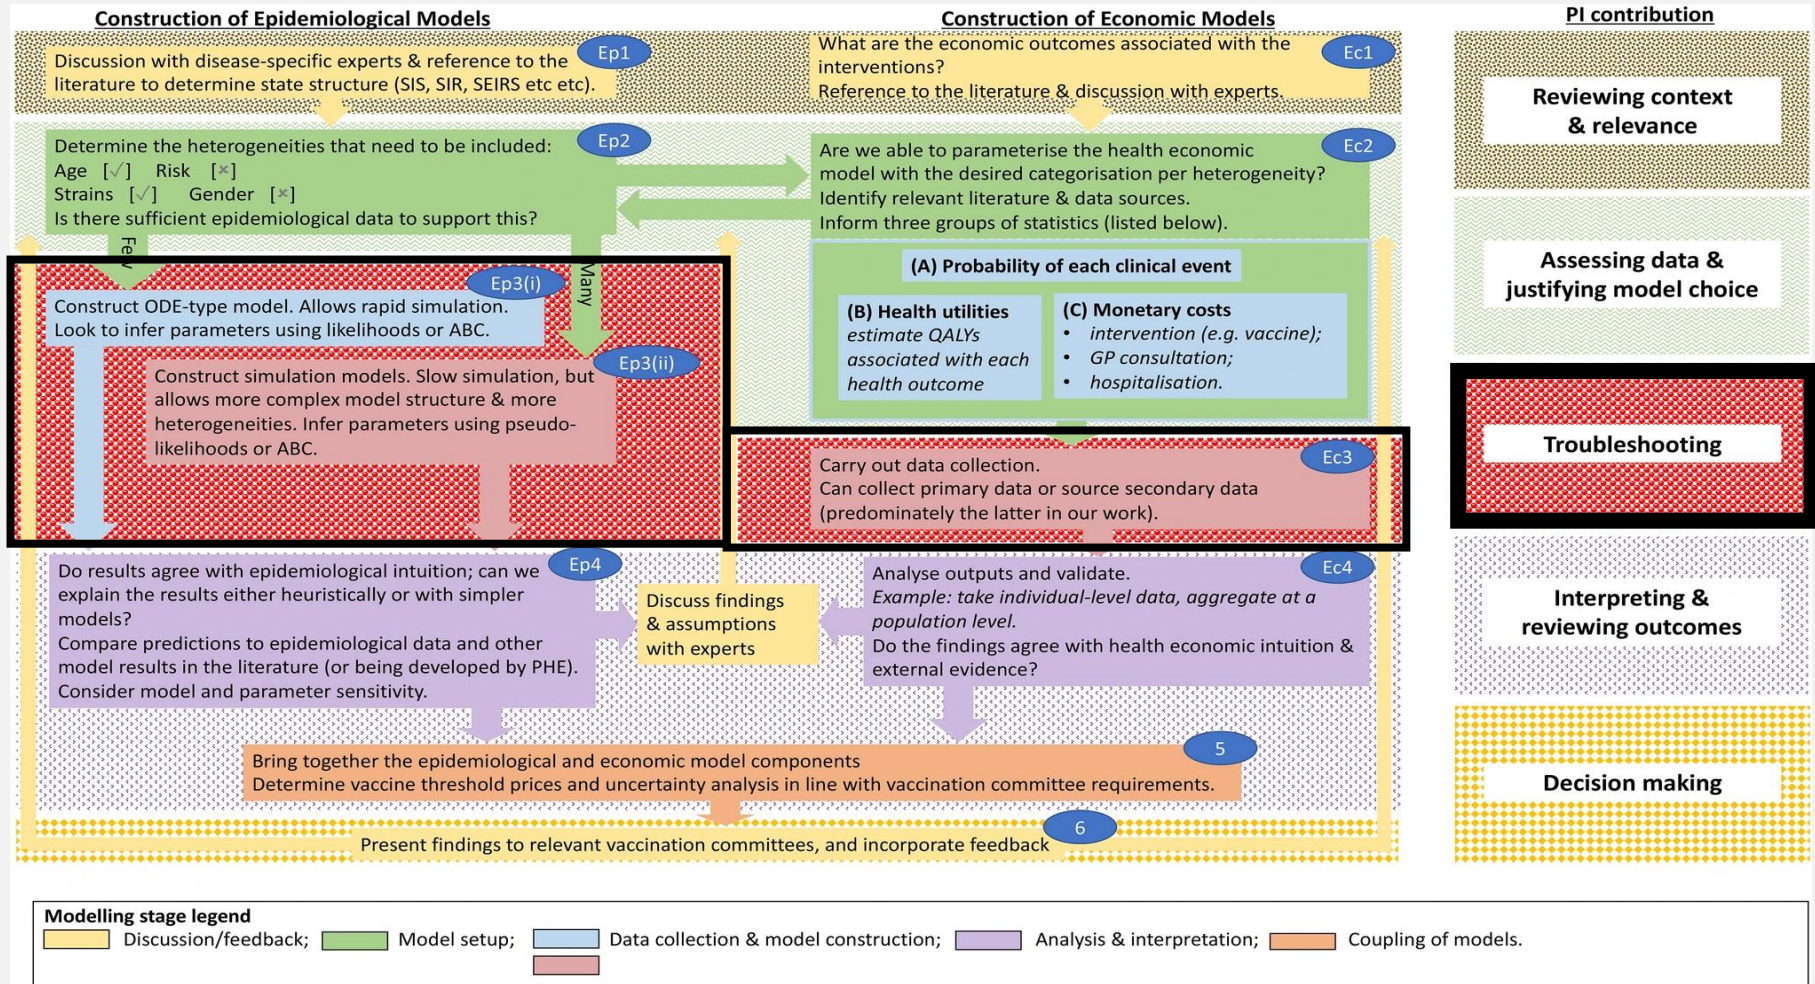 Construction of Epidemiological Models
Construction of Economic Models
PI contribution
Discussion with disease-specific experts & reference to the
literature to determine state structure (SIS, SIR, SEIRS etc etc).
Ep1
What are the economic outcomes associated with the
interventions?
Reference to the literature & discussion with experts.
Ec1
Reviewing context
& relevance
Determine the heterogeneities that need to be included:
Age [✓] Risk [×]
Strains [✓] Gender [×]
Is there sufficient epidemiological data to support this?
Ep2
Are we able to parameterise the health economic
model with the desired categorisation per heterogeneity?
Identify relevant literature & data sources.
Inform three groups of statistics (listed below).
Ec2
Few
Many
(A) Probability of each clinical event
(B) Health utilities
estimate QALYs
associated with each
health outcome
(C) Monetary costs
• intervention (e.g. vaccine);
• GP consultation;
• hospitalisation.
Assessing data &
justifying model choice
Ep3(i)
Construct ODE-type model. Allows rapid simulation.
Look to infer parameters using likelihoods or ABC.
Ep3(ii)
Construct simulation models. Slow simulation, but
allows more complex model structure & more
heterogeneities. Infer parameters using pseudo-
likelihoods or ABC.
Ec3
Carry out data collection.
Can collect primary data or source secondary data
(predominately the latter in our work).
Troubleshooting
Ep4
Do results agree with epidemiological intuition; can we
explain the results either heuristically or with simpler
models?
Compare predictions to epidemiological data and other
model results in the literature (or being developed by PHE).
Consider model and parameter sensitivity.
Discuss findings
& assumptions
with experts
Ec4
Analyse outputs and validate.
Example: take individual-level data, aggregate at a
population level.
Do the findings agree with health economic intuition &
external evidence?
Interpreting &
reviewing outcomes
5
Bring together the epidemiological and economic model components
Determine vaccine threshold prices and uncertainty analysis in line with vaccination committee requirements.
6
Present findings to relevant vaccination committees, and incorporate feedback
Decision making
Modelling stage legend
Discussion/feedback; Model setup; Data collection & model construction; Analysis & interpretation; Coupling of models.